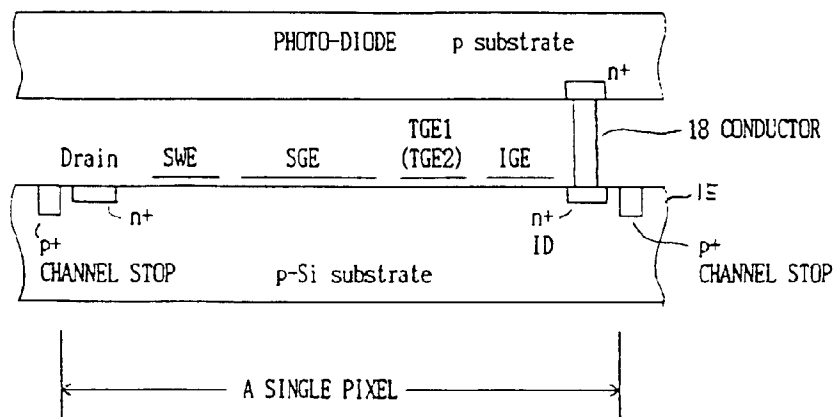 PHOTO-DIODE p substrate
n+
18 CONDUCTOR
TGE1
(TGE2)
Drain SWE SGE IGE
n+
n+
ID
p+
CHANNEL STOP
p+
CHANNEL STOP
p-Si substrate
A SINGLE PIXEL